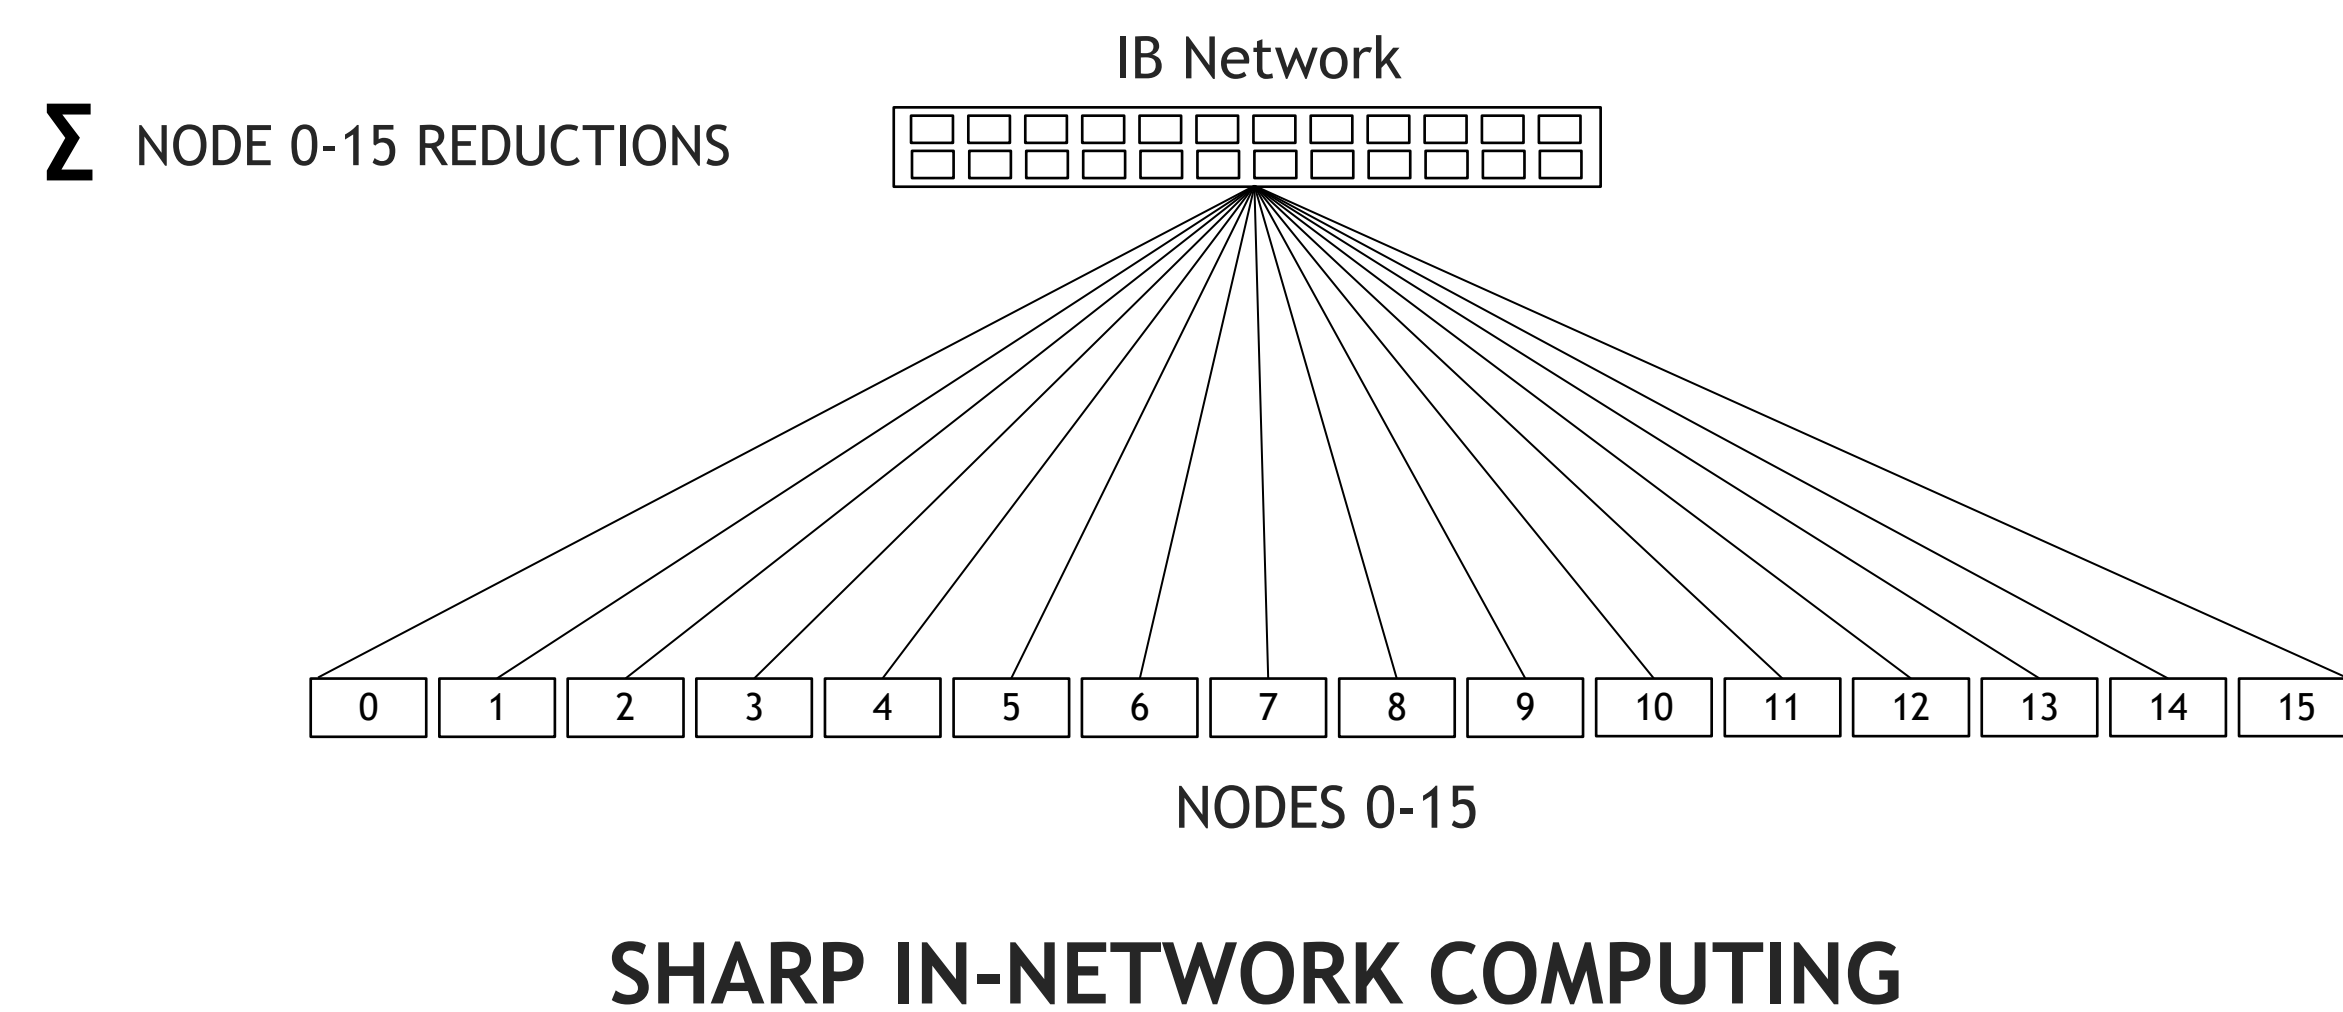 IB Network
Σ NODE 0-15 REDUCTIONS
0 1 2 3 4 5 6 7 8 9 10 11 12 13 14 15
NODES 0-15
SHARP IN-NETWORK COMPUTING